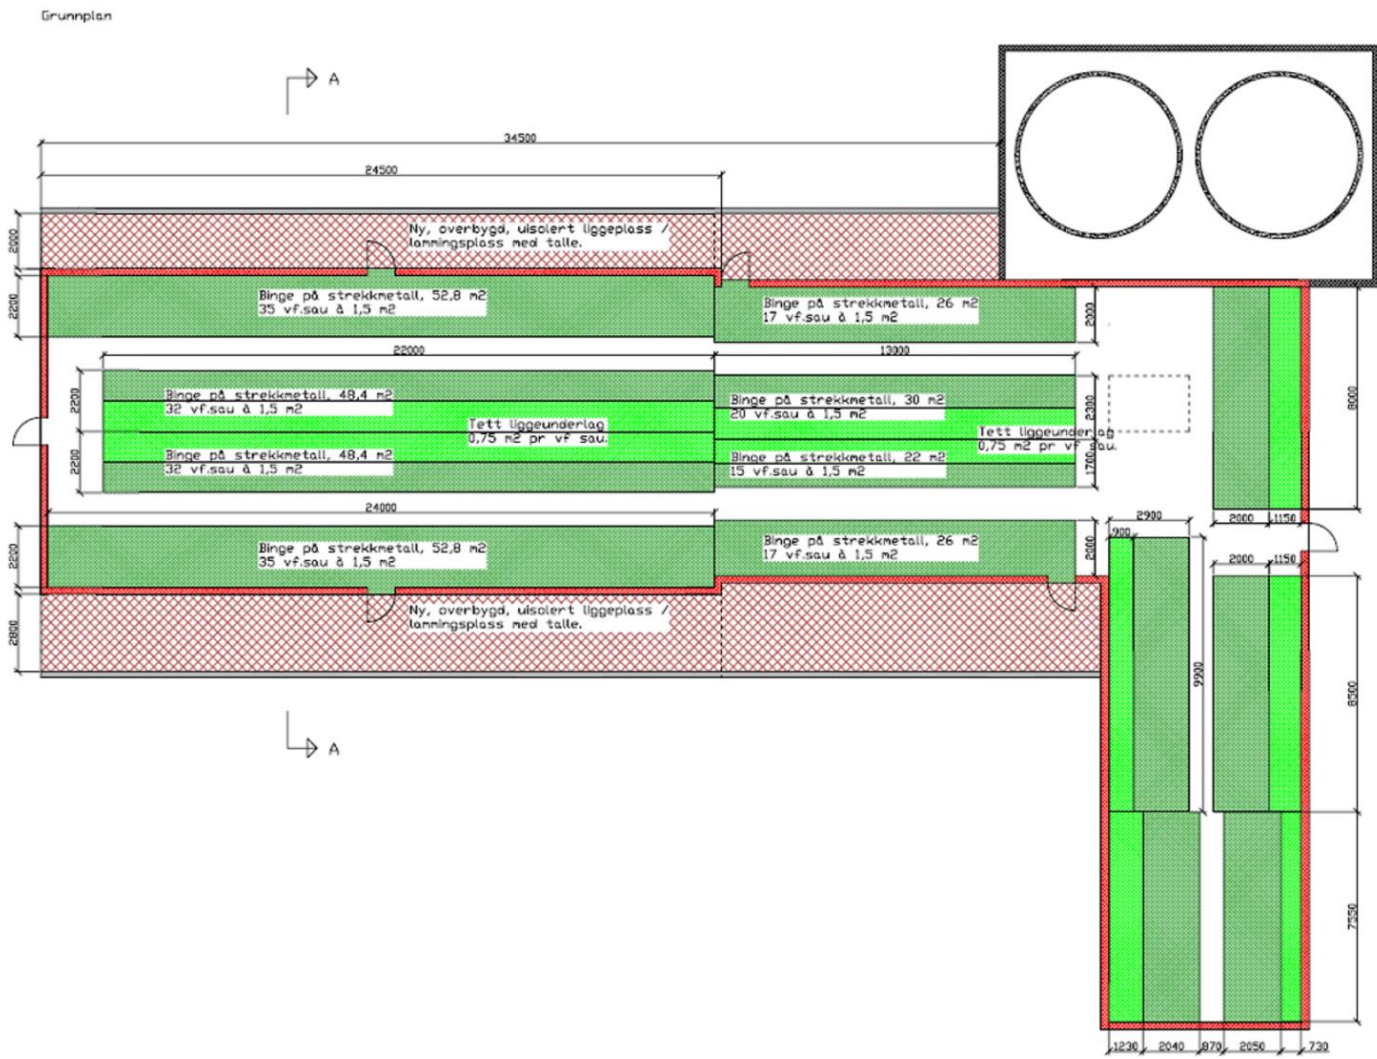 Grunnplan
A
34500
24500
Ny, overbygd, uisolert liggeplass /
lammingsplass med talle.
2000
2200
Binge på strekkmetall, 52,8 m2
35 vf.sau à 1,5 m2
Binge på strekkmetall, 26 m2
17 vf.sau à 1,5 m2
2000
22000
13000
8000
2200
Binge på strekkmetall, 48,4 m2
32 vf.sau à 1,5 m2
Binge på strekkmetall, 30 m2
20 vf.sau à 1,5 m2
2300
Tett liggeunderlag
0,75 m2 pr vf sau.
Tett liggeunderlag
0,75 m2 pr vf sau.
2200
Binge på strekkmetall, 48,4 m2
32 vf.sau à 1,5 m2
Binge på strekkmetall, 22 m2
15 vf.sau à 1,5 m2
1700
24000
2900
2000
1150
900
2200
Binge på strekkmetall, 52,8 m2
35 vf.sau à 1,5 m2
Binge på strekkmetall, 26 m2
17 vf.sau à 1,5 m2
2000
2000
1150
2800
Ny, overbygd, uisolert liggeplass /
lammingsplass med talle.
9900
8500
A
7550
1230
2040
870
2050
730